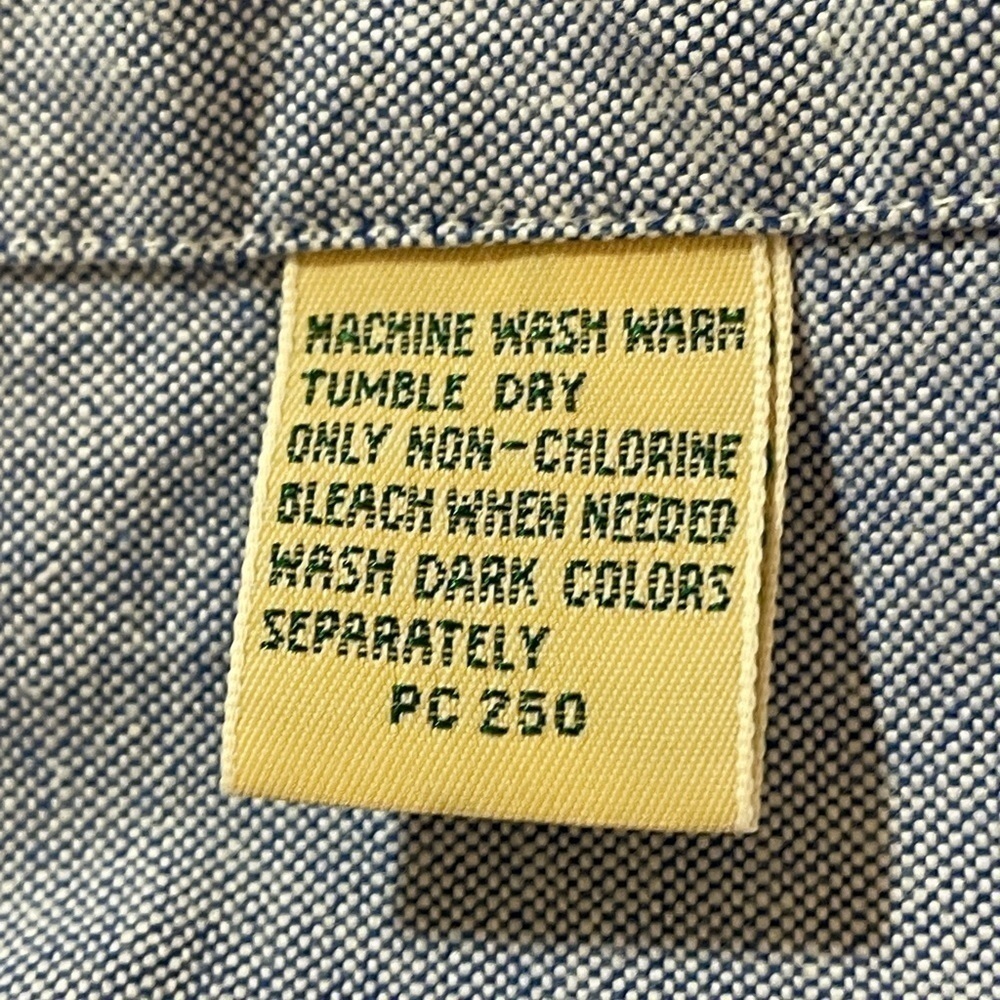 MACHINE WASH WARM
TUMBLE DRY
ONLY NON-CHLORINE
BLEACH WHEN NEEDED
WASH DARK COLORS
SEPARATELY
PC 250